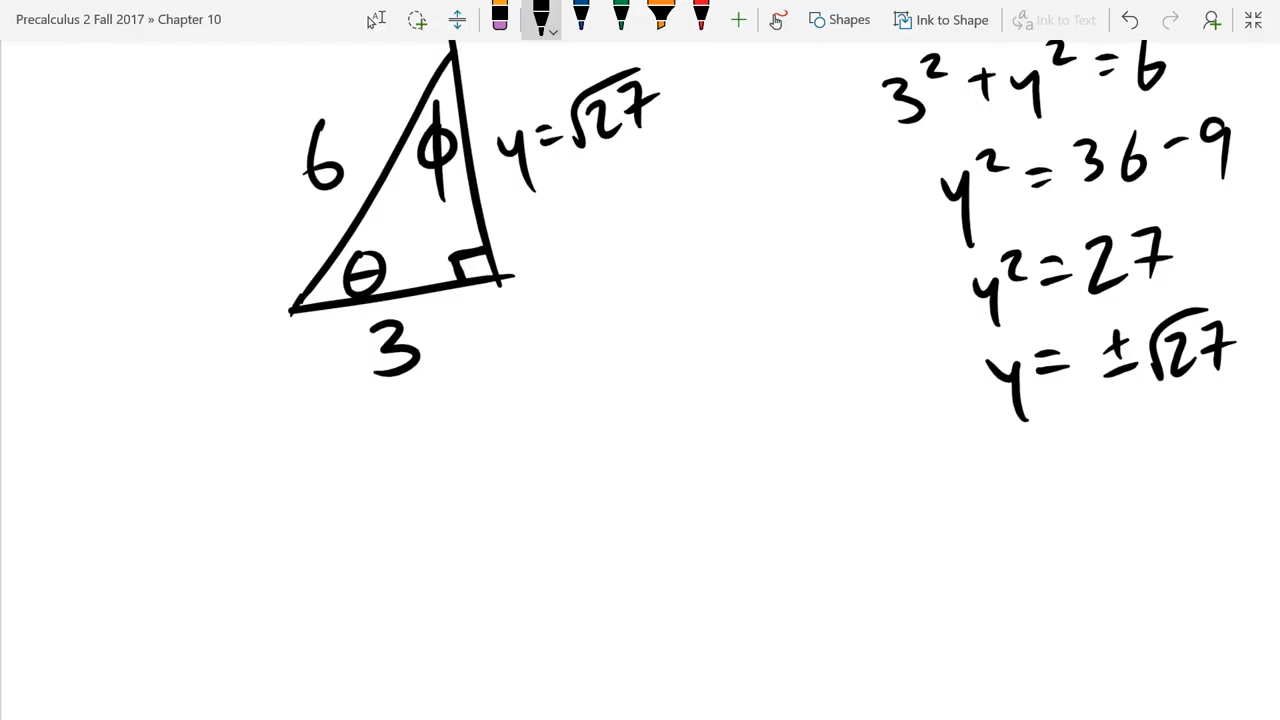 Precalculus 2 Fall 2017 » Chapter 10
Shapes
Ink to Shape
Ink to Text
6
ϕ
y=√27
θ
3
3² + y² = 6
y² = 36 - 9
y² = 27
y = ±√27